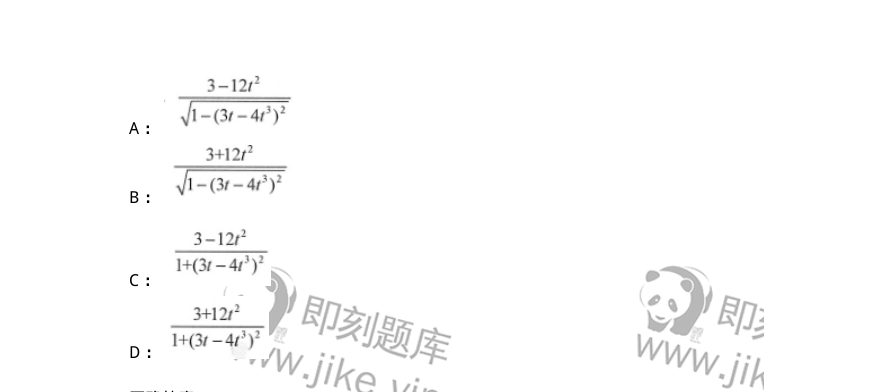 A： (3−12t²)/√(1−(3t−4t³)²)
B： (3+12t²)/√(1−(3t−4t³)²)
C： (3−12t²)/(1+(3t−4t³)²)
D： (3+12t²)/(1+(3t−4t³)²)
即刻题库
www.jike.vip
即
www.jik